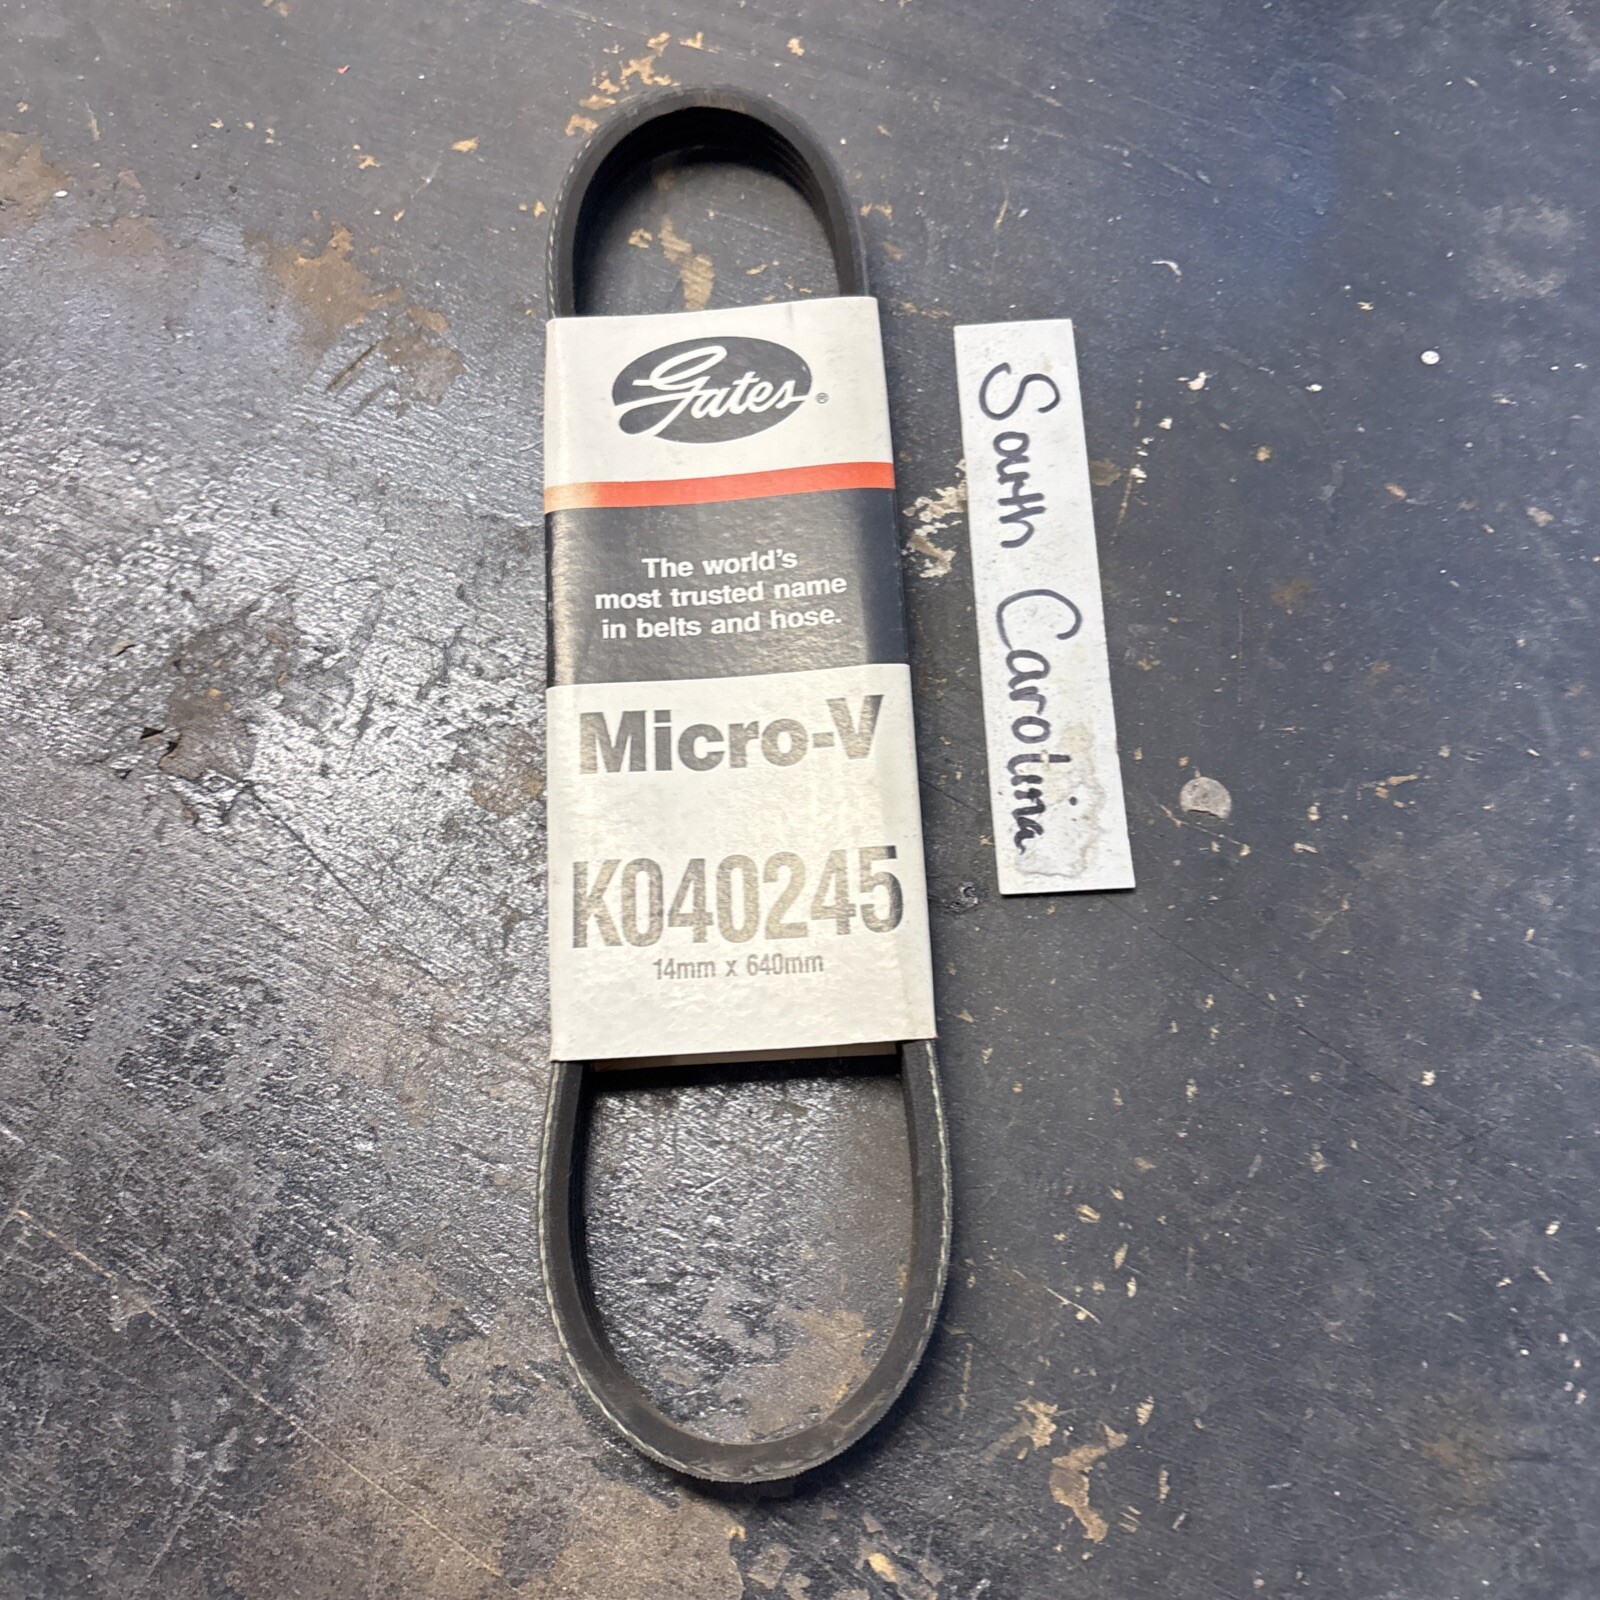 Gates®
The world's
most trusted name
in belts and hose.
Micro-V
K040245
14mm x 640mm
South Carolina